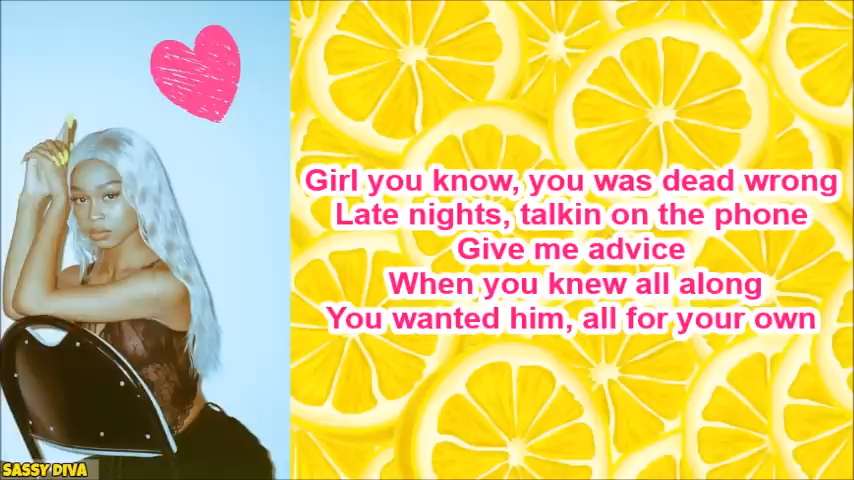 Girl you know, you was dead wrong
Late nights, talkin on the phone
Give me advice
When you knew all along
You wanted him, all for your own
SASSY DIVA